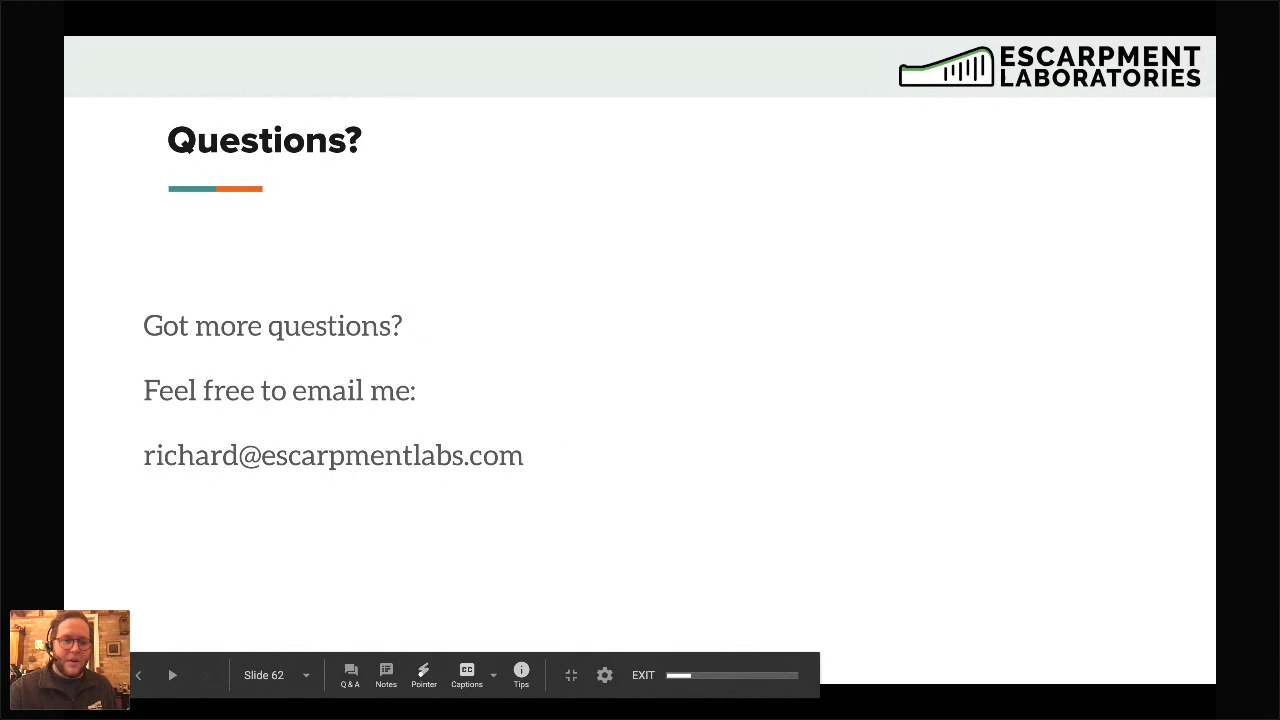 ESCARPMENT
LABORATORIES
Questions?
Got more questions?
Feel free to email me:
richard@escarpmentlabs.com
Slide 62
Q & A
Notes
Pointer
CC
Captions
Tips
EXIT